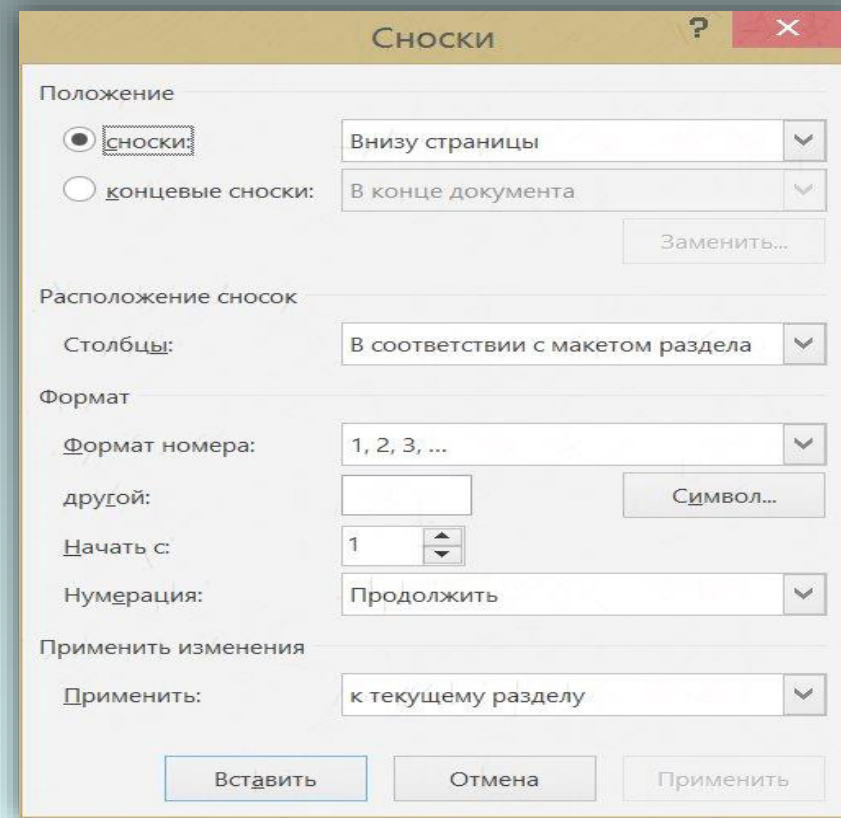 Сноски ?
Положение
сноски: Внизу страницы
концевые сноски: В конце документа
Заменить...
Расположение сносок
Столбцы: В соответствии с макетом раздела
Формат
Формат номера: 1, 2, 3, ...
другой: Символ...
Начать с: 1
Нумерация: Продолжить
Применить изменения
Применить: к текущему разделу
Вставить Отмена Применить